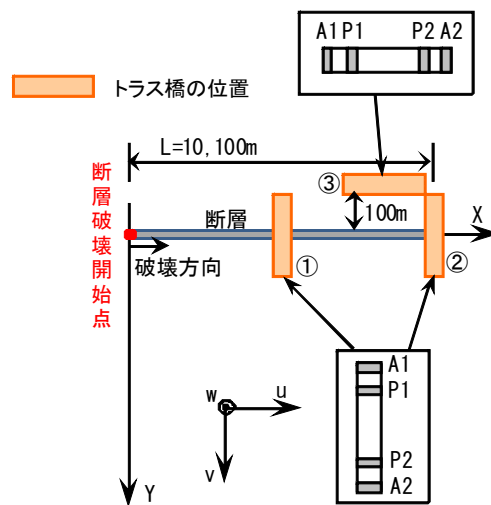 A1 P1 P2 A2
トラス橋の位置
L=10,100m
③
断層破壊開始点
断層
100m
X
破壊方向
①
②
A1
P1
w
u
v
P2
A2
Y